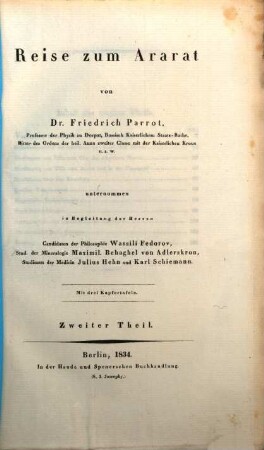 Reise zum Ararat
von
Dr. Friedrich Parrot,
Professor der Physik zu Dorpat, Russisch Kaiserlichem Staats-Rathe,
Ritter des Ordens der heil. Anna zweiter Classe mit der Kaiserlichen Krone
u. s. w.
unternommen
in Begleitung der Herren
Candidaten der Philosophie Wassili Fedorov,
Stud. der Mineralogie Maximil. Behaghel von Adlerskron,
Studenten der Medizin Julius Hehn und Karl Schiemann.
Mit drei Kupfertafeln.
Zweiter Theil.
Berlin, 1834.
In der Haude und Spenerschen Buchhandlung
(S. J. Joseephy).